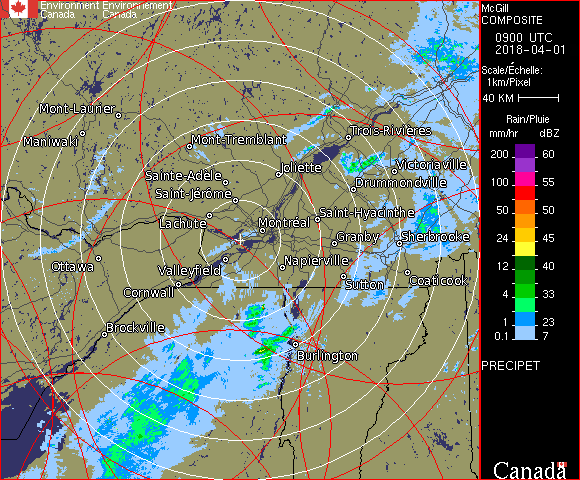 Environment Environnement
Canada Canada
McGill
COMPOSITE
0900 UTC
2018-04-01
Scale/Échelle:
1km/Pixel
40 KM
Rain/Pluie
mm/hr dBZ
200 60
55
100 55
50 50
24 45
12 40
4 33
1 23
0.1 7
PRECIPET
Canada
Mont-Laurier
Maniwaki
Mont-Tremblant
Trois-Rivières
Joliette
Victoriaville
Sainte-Adèle
Drummondville
Saint-Jérôme
Lachute
Saint-Hyacinthe
Montréal
Granby
Sherbrooke
Ottawa
Valleyfield
Napierville
Cornwall
Sutton
Coaticook
Brockville
Burlington